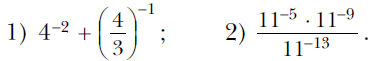 1) 4⁻² + (4/3)⁻¹ ; 2) (11⁻⁵ · 11⁻⁹)/11⁻¹³ .